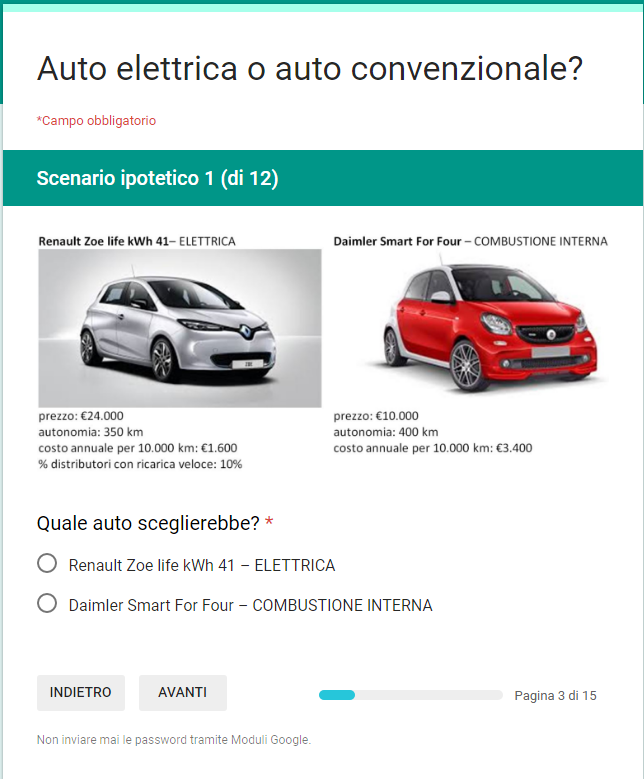 Auto elettrica o auto convenzionale?
*Campo obbligatorio
Scenario ipotetico 1 (di 12)
Renault Zoe life kWh 41– ELETTRICA
prezzo: €24.000
autonomia: 350 km
costo annuale per 10.000 km: €1.600
% distributori con ricarica veloce: 10%
Daimler Smart For Four – COMBUSTIONE INTERNA
prezzo: €10.000
autonomia: 400 km
costo annuale per 10.000 km: €3.400
Quale auto sceglierebbe? *
Renault Zoe life kWh 41 – ELETTRICA
Daimler Smart For Four – COMBUSTIONE INTERNA
INDIETRO
AVANTI
Pagina 3 di 15
Non inviare mai le password tramite Moduli Google.